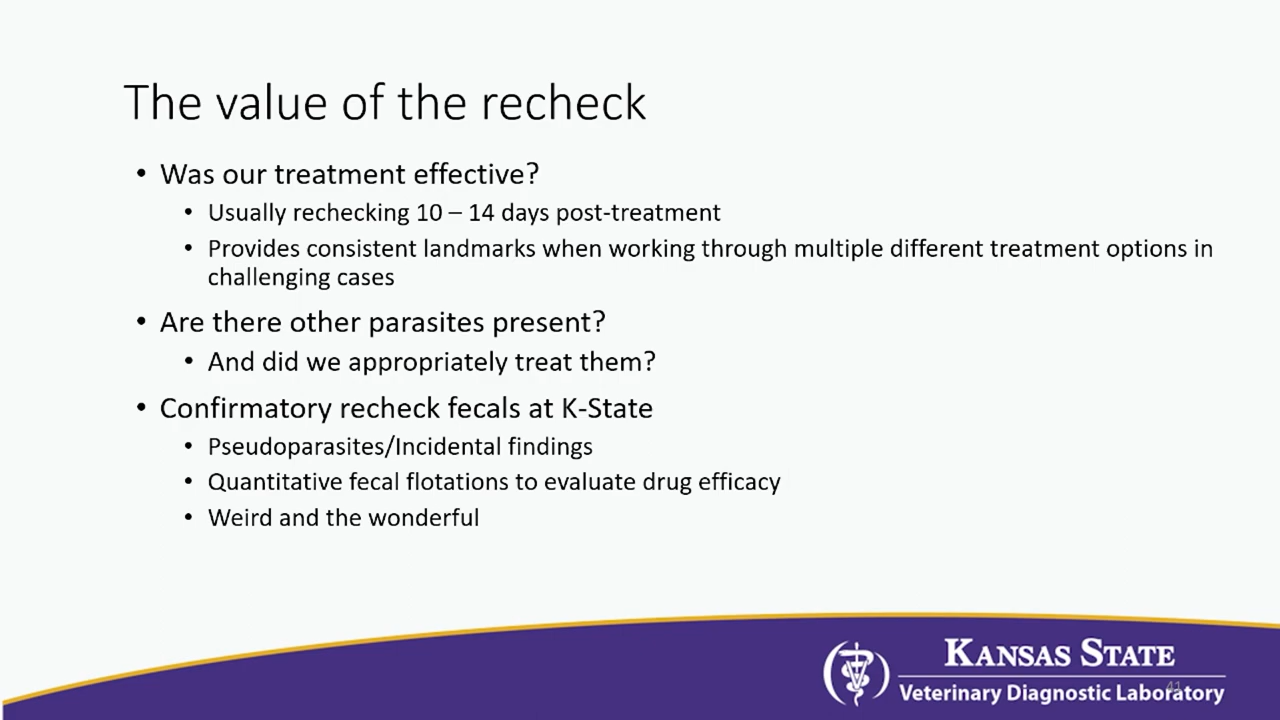 The value of the recheck
• Was our treatment effective?
• Usually rechecking 10 – 14 days post-treatment
• Provides consistent landmarks when working through multiple different treatment options in
challenging cases
• Are there other parasites present?
• And did we appropriately treat them?
• Confirmatory recheck fecals at K-State
• Pseudoparasites/Incidental findings
• Quantitative fecal flotations to evaluate drug efficacy
• Weird and the wonderful
KANSAS STATE
41
Veterinary Diagnostic Laboratory